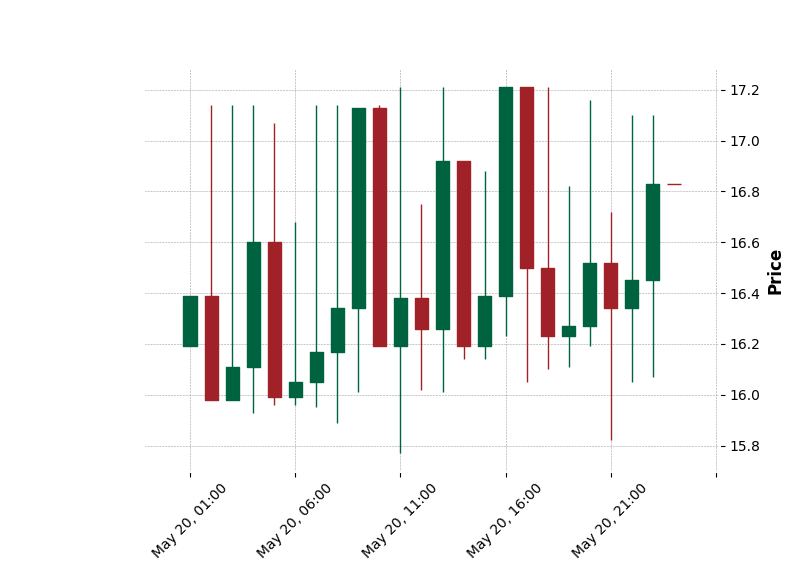 17.2
17.0
16.8
16.6
16.4
16.2
16.0
15.8
Price
May 20, 01:00
May 20, 06:00
May 20, 11:00
May 20, 16:00
May 20, 21:00